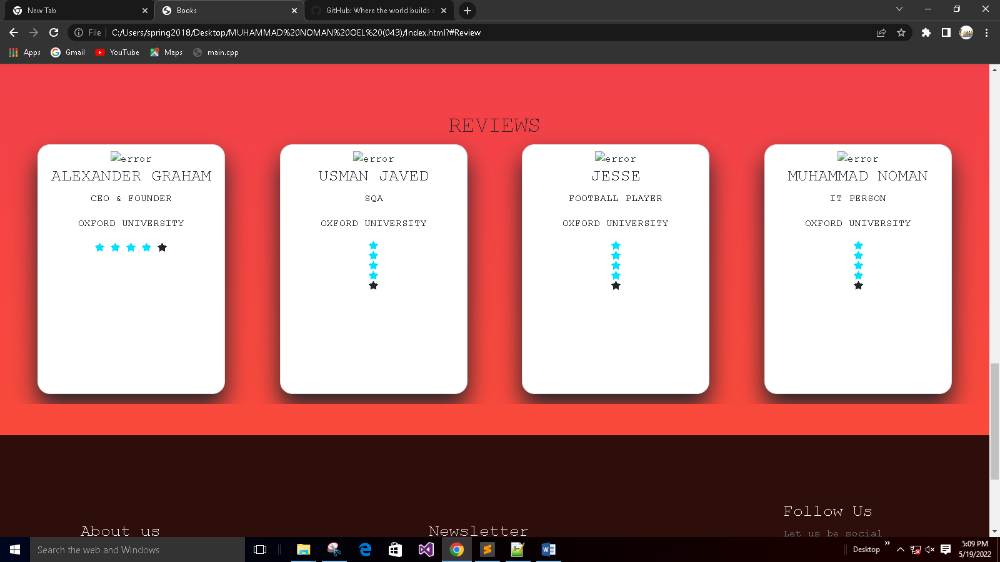 New Tab
Books
GitHub: Where the world builds s
File
C:/Users/spring2018/Desktop/MUHAMMAD%20NOMAN%20OEL%20(043)/Index.html?#Review
Apps
Gmail
YouTube
Maps
main.cpp
REVIEWS
error
ALEXANDER GRAHAM
CEO & FOUNDER
OXFORD UNIVERSITY
error
USMAN JAVED
SQA
OXFORD UNIVERSITY
error
JESSE
FOOTBALL PLAYER
OXFORD UNIVERSITY
error
MUHAMMAD NOMAN
IT PERSON
OXFORD UNIVERSITY
About us
Newsletter
Follow Us
Let us be social
Search the web and Windows
Desktop
5:09 PM
5/19/2022